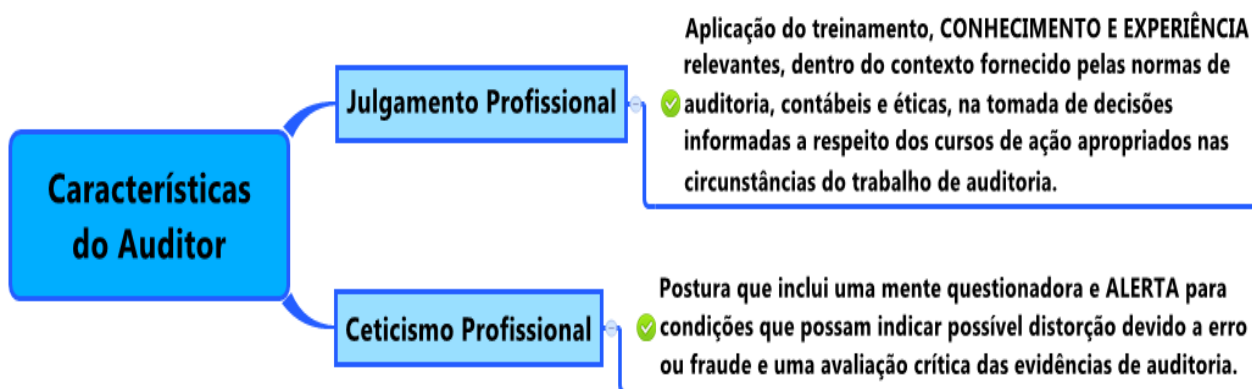 Características
do Auditor
Julgamento Profissional
Aplicação do treinamento, CONHECIMENTO E EXPERIÊNCIA
relevantes, dentro do contexto fornecido pelas normas de
auditoria, contábeis e éticas, na tomada de decisões
informadas a respeito dos cursos de ação apropriados nas
circunstâncias do trabalho de auditoria.
Ceticismo Profissional
Postura que inclui uma mente questionadora e ALERTA para
condições que possam indicar possível distorção devido a erro
ou fraude e uma avaliação crítica das evidências de auditoria.